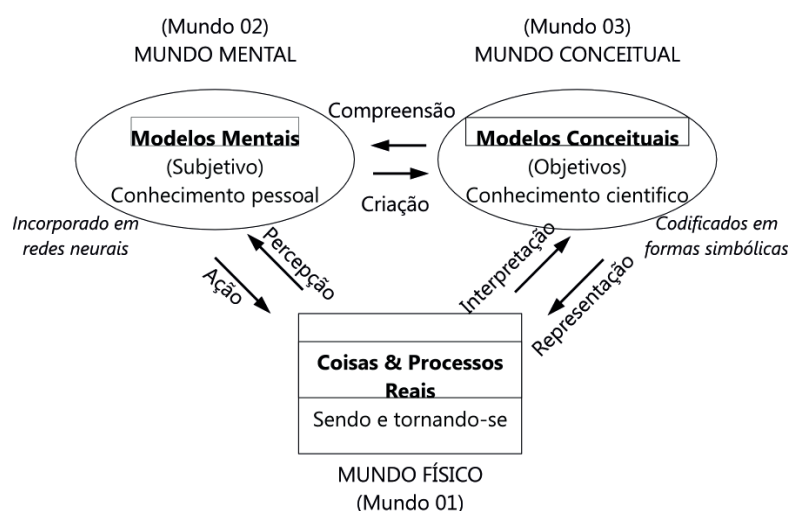 (Mundo 02)
MUNDO MENTAL
(Mundo 03)
MUNDO CONCEITUAL
Compreensão
Modelos Mentais
(Subjetivo)
Conhecimento pessoal
Modelos Conceituais
(Objetivos)
Conhecimento cientifico
Criação
Incorporado em
redes neurais
Codificados em
formas simbólicas
Percepção
Ação
Interpretação
Representação
Coisas & Processos
Reais
Sendo e tornando-se
MUNDO FÍSICO
(Mundo 01)